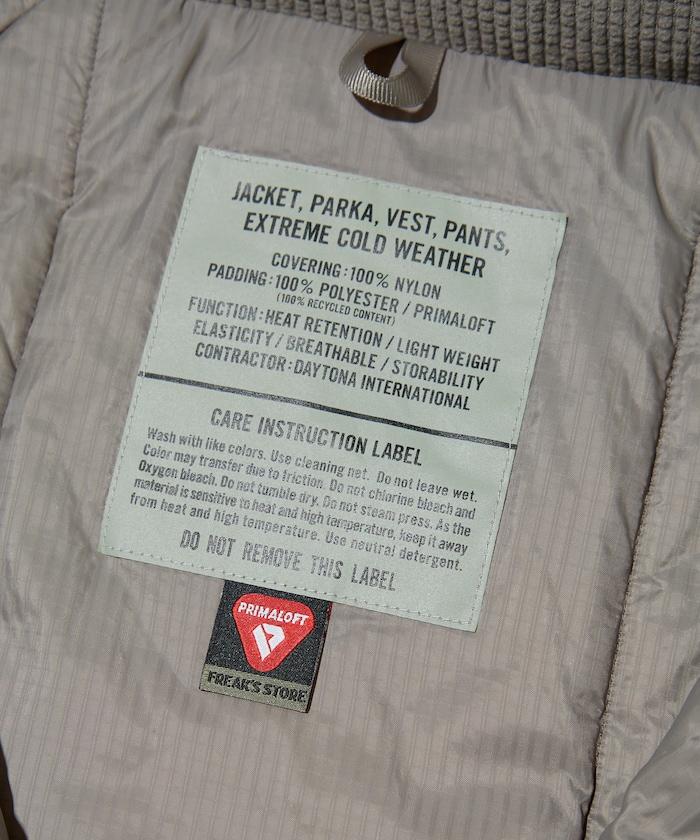 JACKET, PARKA, VEST, PANTS,
EXTREME COLD WEATHER
COVERING:100% NYLON
PADDING:100% POLYESTER / PRIMALOFT
(100% RECYCLED CONTENT)
FUNCTION:HEAT RETENTION / LIGHT WEIGHT
ELASTICITY / BREATHABLE / STORABILITY
CONTRACTOR:DAYTONA INTERNATIONAL
CARE INSTRUCTION LABEL
Wash with like colors. Use cleaning net. Do not leave wet.
Color may transfer due to friction. Do not chlorine bleach and
Oxygen bleach. Do not tumble dry. Do not steam press. As the
material is sensitive to heat and high temperature, keep it away
from heat and high temperature. Use neutral detergent.
DO NOT REMOVE THIS LABEL
PRIMALOFT
FREAK'S STORE